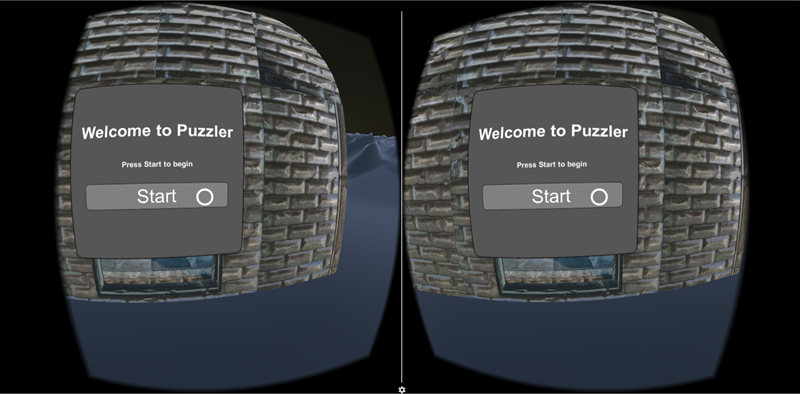 Welcome to Puzzler
Press Start to begin
Start
Welcome to Puzzler
Press Start to begin
Start